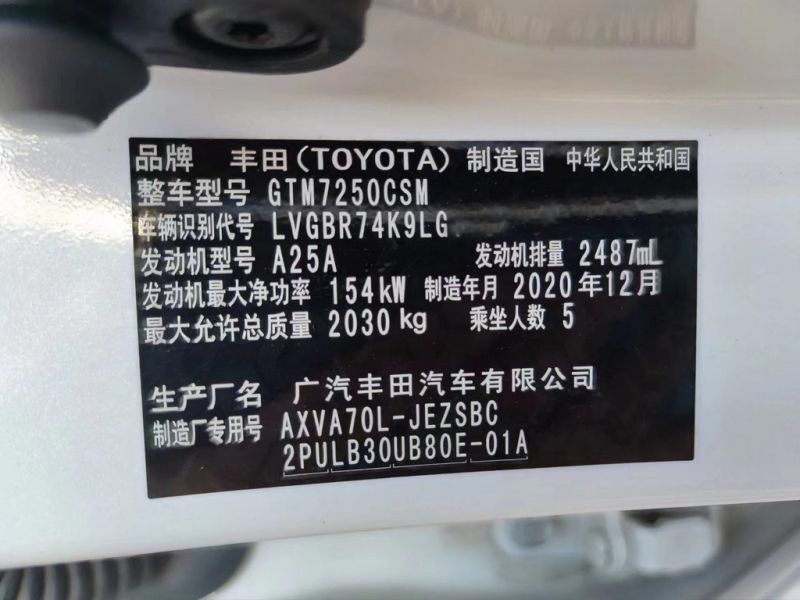 品牌 丰田(TOYOTA) 制造国 中华人民共和国
整车型号 GTM7250CSM
车辆识别代号 LVGBR74K9LG
发动机型号 A25A 发动机排量 2487mL
发动机最大净功率 154kW 制造年月 2020年12月
最大允许总质量 2030kg 乘坐人数 5
生产厂名 广汽丰田汽车有限公司
制造厂专用号 AXVA70L-JEZSBC
2PULB30UB80E-01A